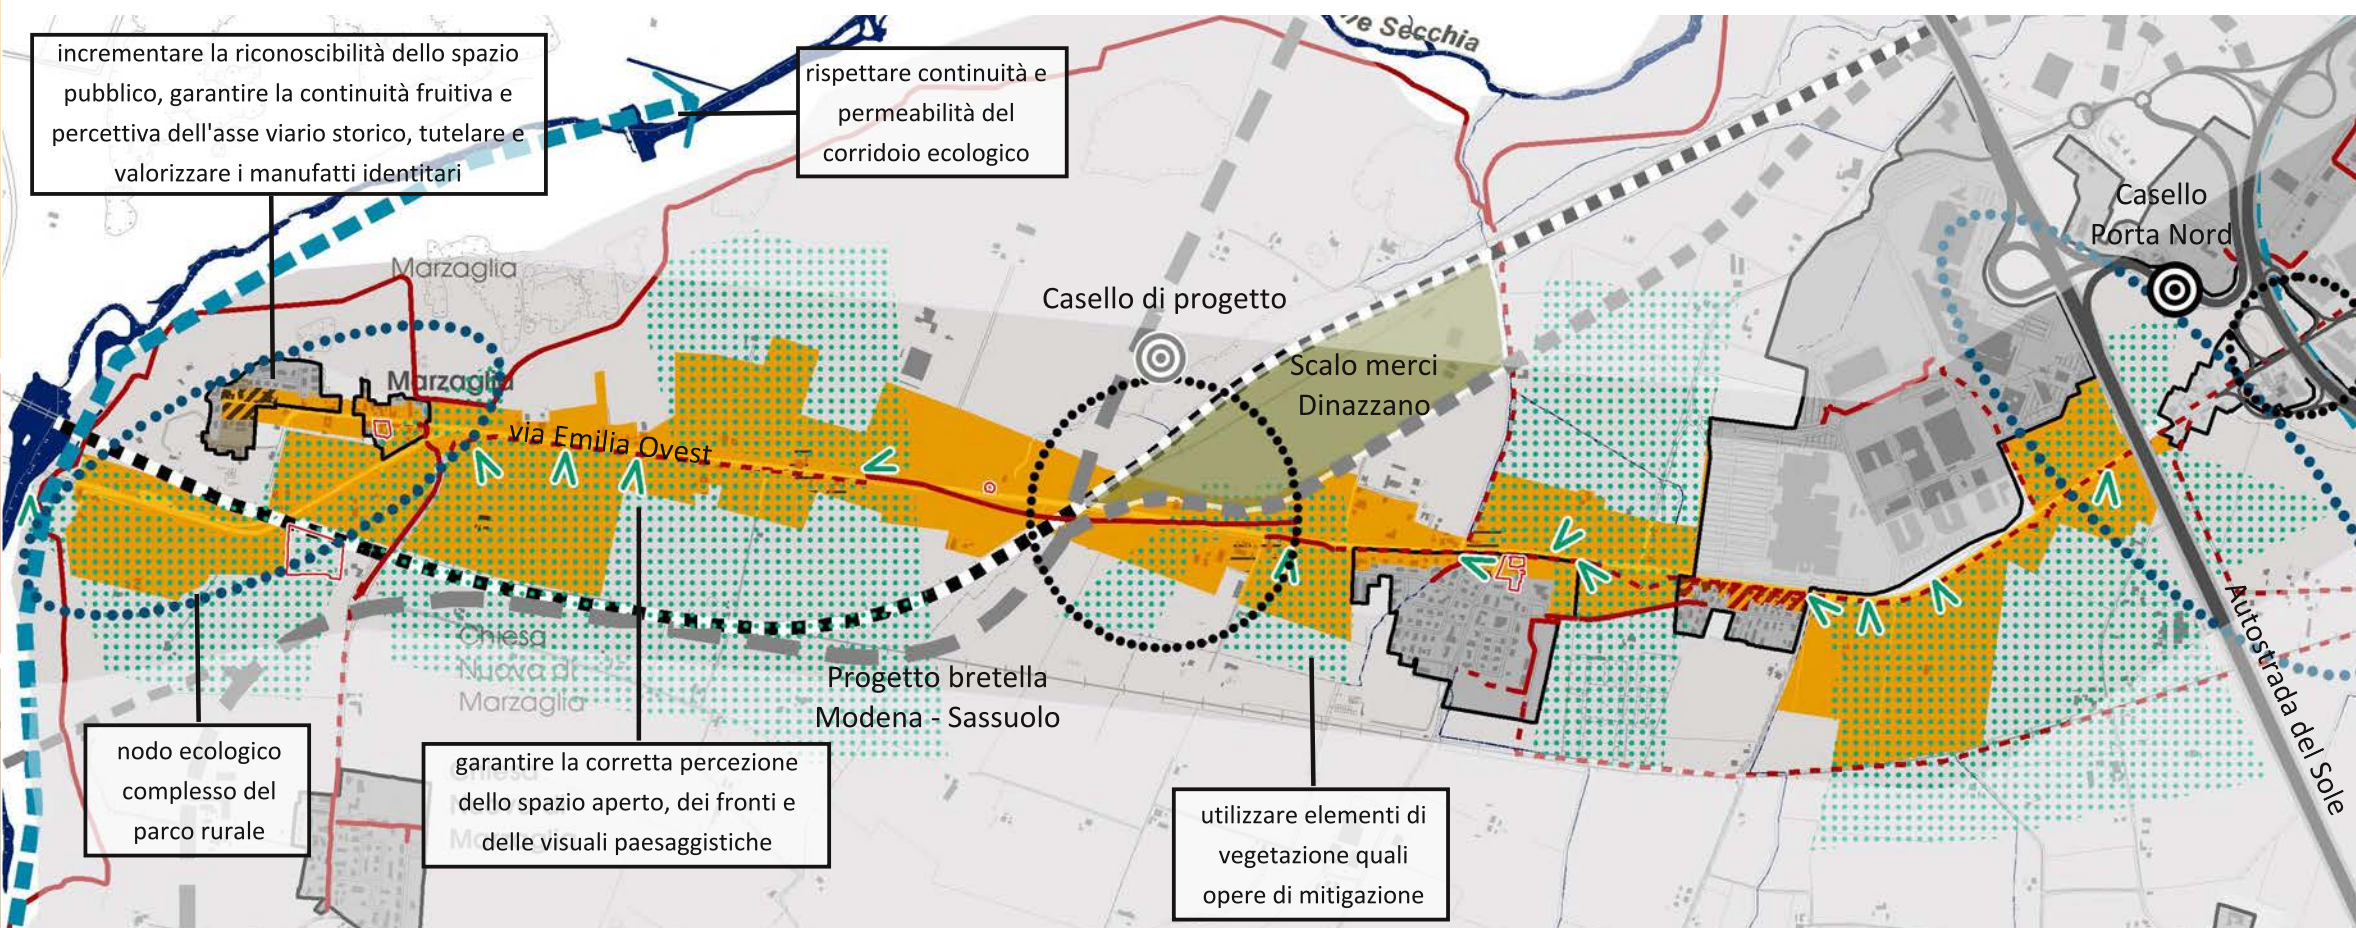 incrementare la riconoscibilità dello spazio
pubblico, garantire la continuità fruitiva e
percettiva dell'asse viario storico, tutelare e
valorizzare i manufatti identitari
rispettare continuità e
permeabilità del
corridoio ecologico
Secchia
Casello
Porta Nord
Marzaglia
Casello di progetto
Marzaglia
Scalo merci
Dinazzano
via Emilia Ovest
Chiesa
Nuova di
Marzaglia
Progetto bretella
Modena - Sassuolo
Autostrada del Sole
nodo ecologico
complesso del
parco rurale
garantire la corretta percezione
dello spazio aperto, dei fronti e
delle visuali paesaggistiche
utilizzare elementi di
vegetazione quali
opere di mitigazione